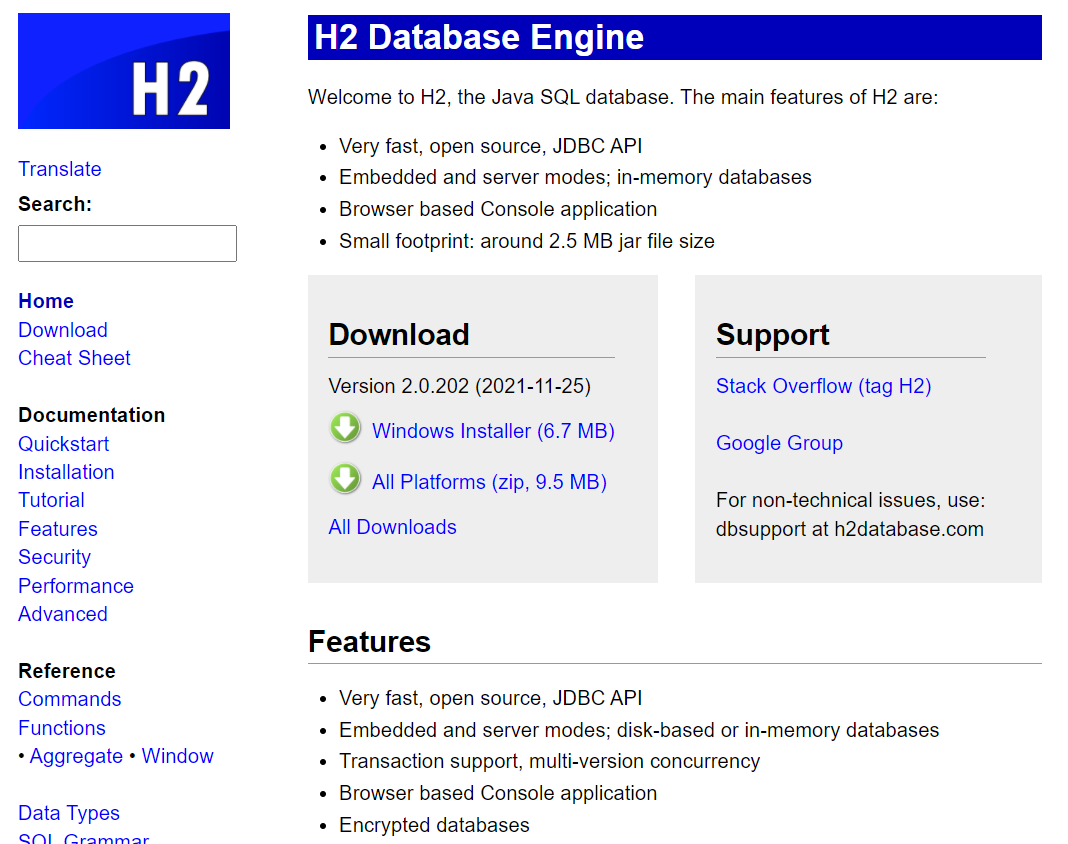 H2
Translate
Search:
Home
Download
Cheat Sheet
Documentation
Quickstart
Installation
Tutorial
Features
Security
Performance
Advanced
Reference
Commands
Functions
• Aggregate • Window
Data Types
SQL Grammar
H2 Database Engine
Welcome to H2, the Java SQL database. The main features of H2 are:
• Very fast, open source, JDBC API
• Embedded and server modes; in-memory databases
• Browser based Console application
• Small footprint: around 2.5 MB jar file size
Download
Version 2.0.202 (2021-11-25)
Windows Installer (6.7 MB)
All Platforms (zip, 9.5 MB)
All Downloads
Support
Stack Overflow (tag H2)
Google Group
For non-technical issues, use:
dbsupport at h2database.com
Features
• Very fast, open source, JDBC API
• Embedded and server modes; disk-based or in-memory databases
• Transaction support, multi-version concurrency
• Browser based Console application
• Encrypted databases